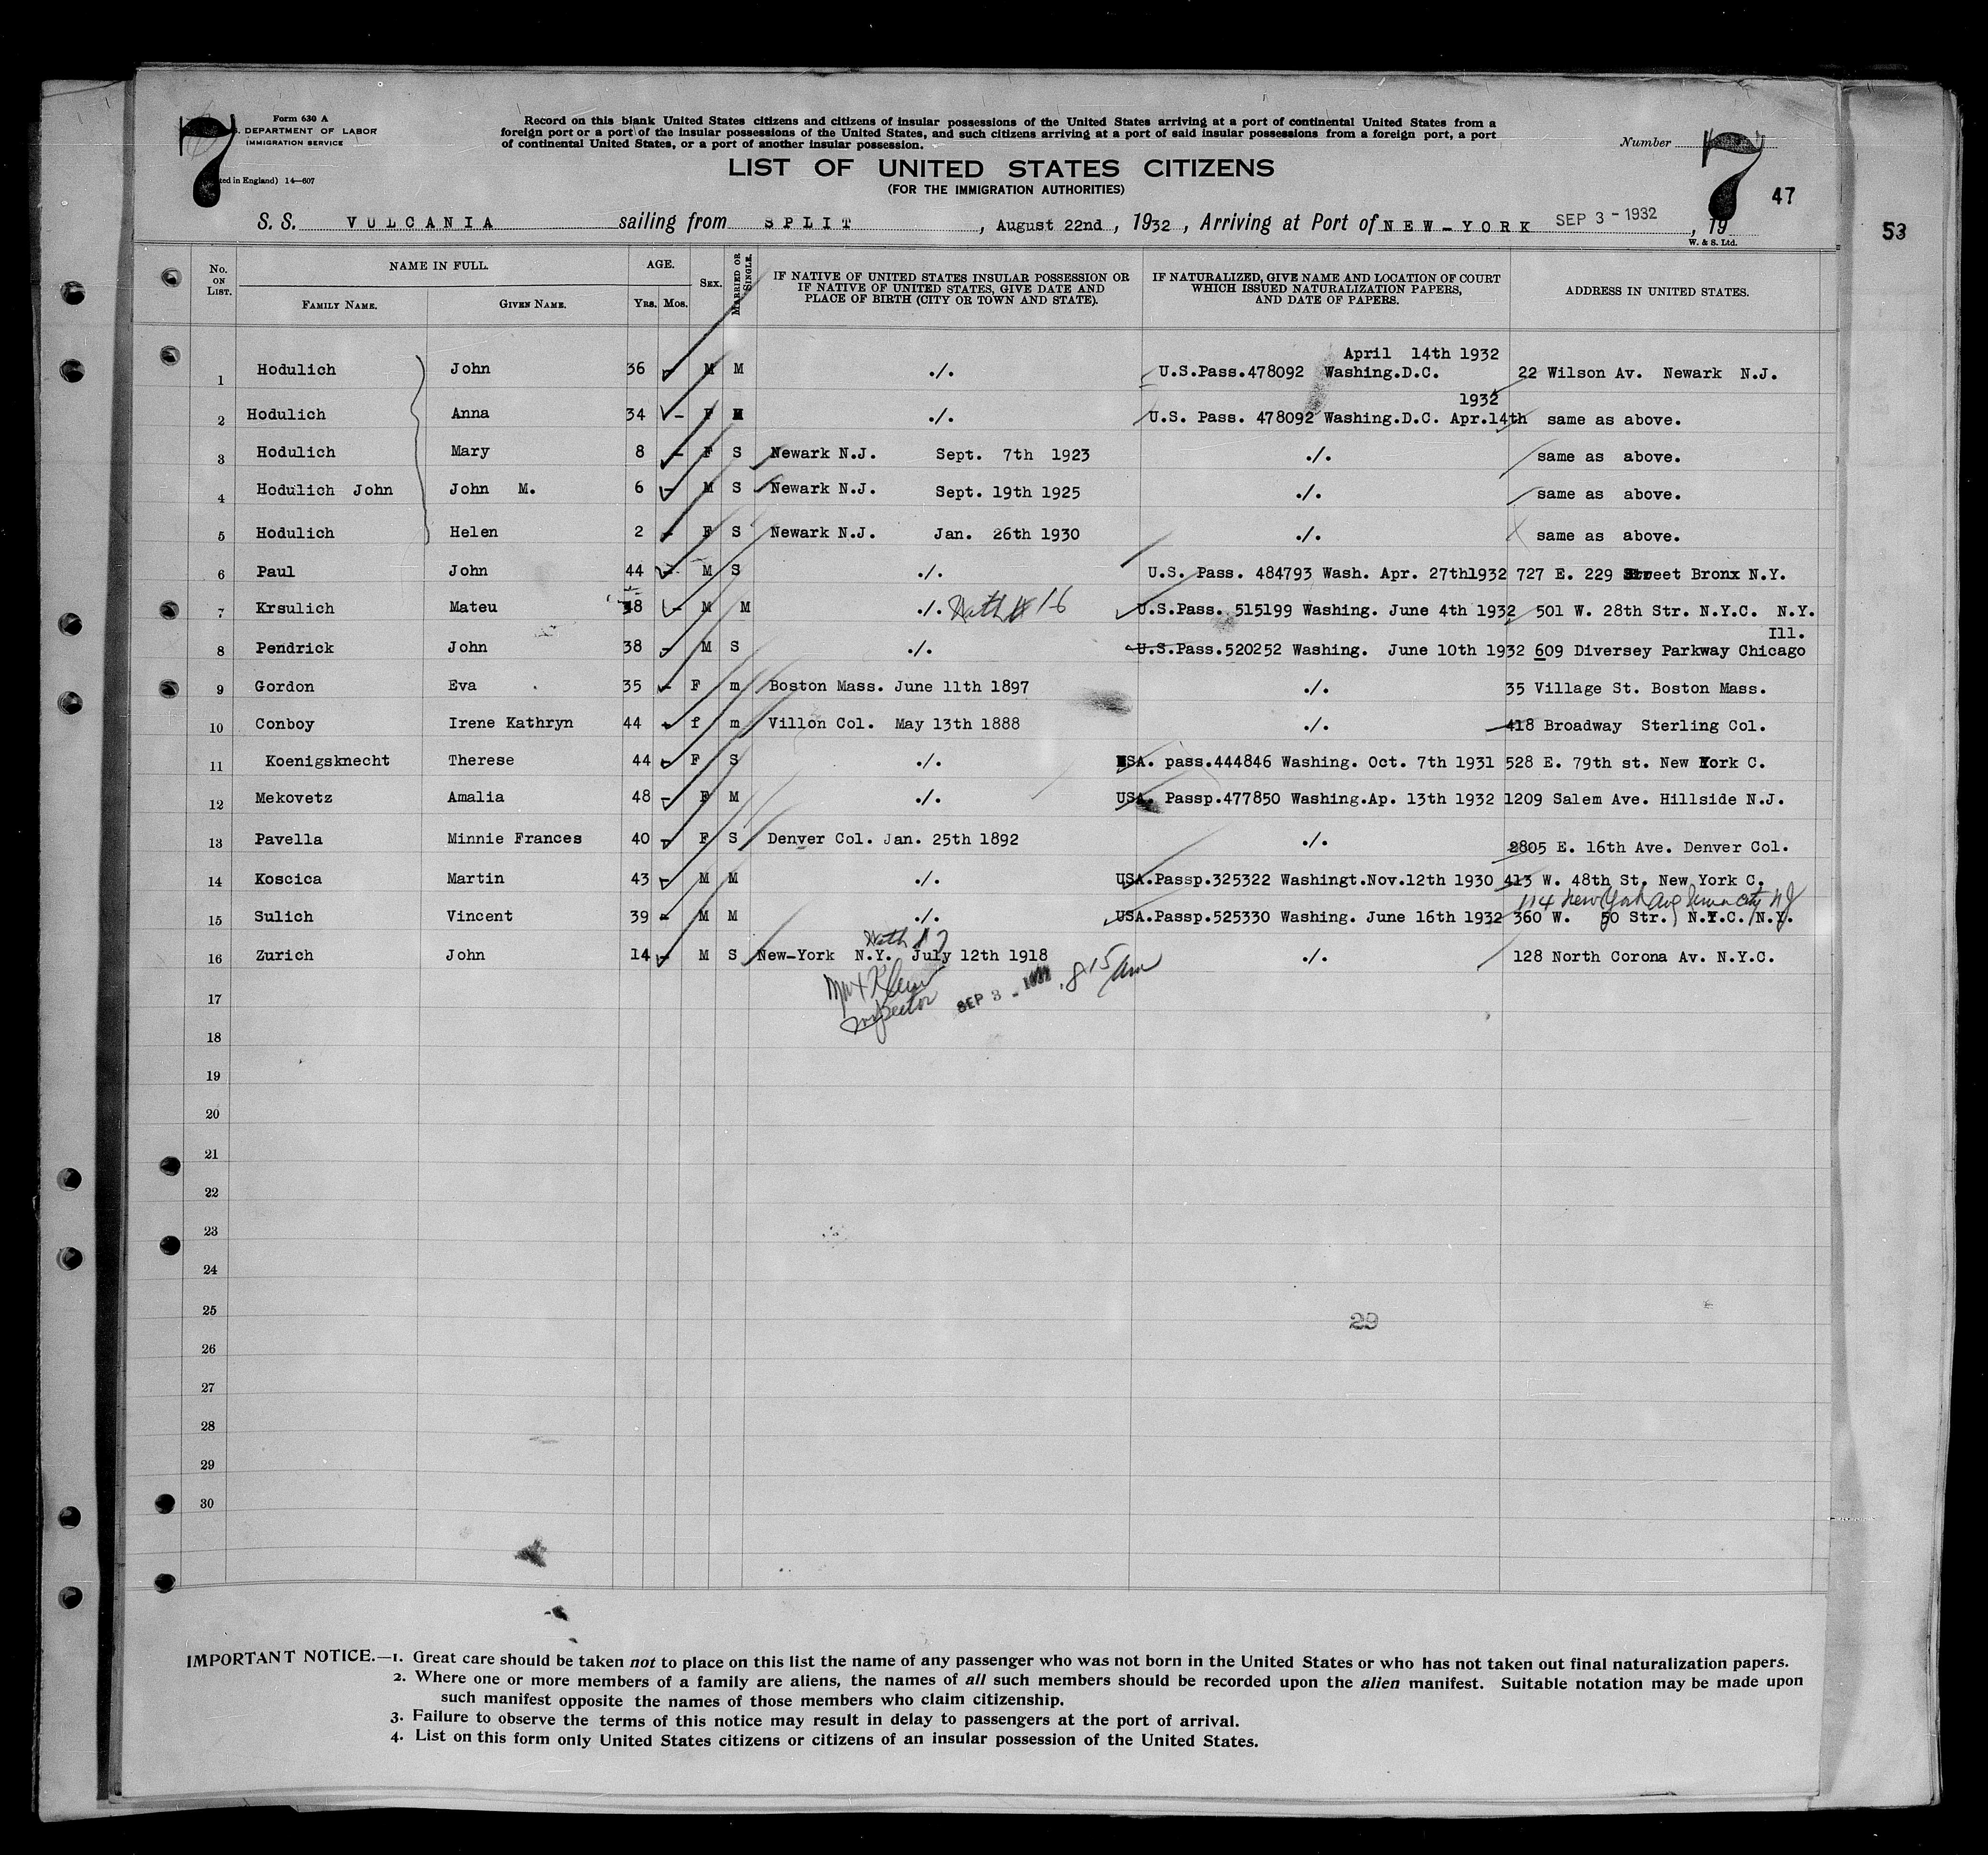 7
Form 630 A
DEPARTMENT OF LABOR
IMMIGRATION SERVICE
ted in England) 14—607
Record on this blank United States citizens and citizens of insular possessions of the United States arriving at a port of continental United States from a
foreign port or a port of the insular possessions of the United States, and such citizens arriving at a port of said insular possessions from a foreign port, a port
of continental United States, or a port of another insular possession.
Number 7
47
53
LIST OF UNITED STATES CITIZENS
(FOR THE IMMIGRATION AUTHORITIES)
S. S. VULCANIA sailing from SPLIT, August 22nd, 1932, Arriving at Port of NEW-YORK SEP 3 - 1932, 19
W. & S. Ltd.
No. ON LIST. NAME IN FULL. AGE. SEX. MARRIED OR SINGLE. IF NATIVE OF UNITED STATES INSULAR POSSESSION OR IF NATIVE OF UNITED STATES, GIVE DATE AND PLACE OF BIRTH (CITY OR TOWN AND STATE). IF NATURALIZED, GIVE NAME AND LOCATION OF COURT WHICH ISSUED NATURALIZATION PAPERS, AND DATE OF PAPERS. ADDRESS IN UNITED STATES.
FAMILY NAME. GIVEN NAME. Yrs. Mos.
April 14th 1932
1 Hodulich John 36 M M ./. U.S.Pass.478092 Washing.D.C. 22 Wilson Av. Newark N.J.
1932
2 Hodulich Anna 34 - F M ./. U.S. Pass. 478092 Washing.D.C. Apr.14th same as above.
3 Hodulich Mary 8 - F S Newark N.J. Sept. 7th 1923 ./. same as above.
4 Hodulich John John M. 6 - M S Newark N.J. Sept. 19th 1925 ./. same as above.
5 Hodulich Helen 2 - F S Newark N.J. Jan. 26th 1930 ./. same as above.
6 Paul John 44 - M S ./. U.S. Pass. 484793 Wash. Apr. 27th1932 727 E. 229 Street Bronx N.Y.
7 Krsulich Mateu 38 - M M ./. # 16 U.S.Pass. 515199 Washing. June 4th 1932 501 W. 28th Str. N.Y.C. N.Y.
Ill.
8 Pendrick John 38 - M S ./. U.S.Pass.520252 Washing. June 10th 1932 609 Diversey Parkway Chicago
9 Gordon Eva 35 - F m Boston Mass. June 11th 1897 ./. 35 Village St. Boston Mass.
10 Conboy Irene Kathryn 44 - f m Villon Col. May 13th 1888 ./. 418 Broadway Sterling Col.
11 Koenigsknecht Therese 44 - F S ./. USA. pass.444846 Washing. Oct. 7th 1931 528 E. 79th st. New York C.
12 Mekovetz Amalia 48 - F M ./. USA. Passp.477850 Washing.Ap. 13th 1932 1209 Salem Ave. Hillside N.J.
13 Pavella Minnie Frances 40 - F S Denver Col. Jan. 25th 1892 ./. 2805 E. 16th Ave. Denver Col.
14 Koscica Martin 43 - M M ./. USA.Passp.325322 Washingt.Nov.12th 1930 413 W. 48th St. New York C.
114 New York Ave City NJ
15 Sulich Vincent 39 - M M ./. USA.Passp.525330 Washing. June 16th 1932 360 W. 50 Str. N.Y.C. N.Y.
16 Zurich John 14 - M S New-York N.Y. July 12th 1918 ./. 128 North Corona Av. N.Y.C.
17 Inspector SEP 3 - 1932 . 8 15 am
18
19
20
21
22
23
24
25 29
26
27
28
29
30
IMPORTANT NOTICE.—1. Great care should be taken not to place on this list the name of any passenger who was not born in the United States or who has not taken out final naturalization papers.
2. Where one or more members of a family are aliens, the names of all such members should be recorded upon the alien manifest. Suitable notation may be made upon
such manifest opposite the names of those members who claim citizenship.
3. Failure to observe the terms of this notice may result in delay to passengers at the port of arrival.
4. List on this form only United States citizens or citizens of an insular possession of the United States.